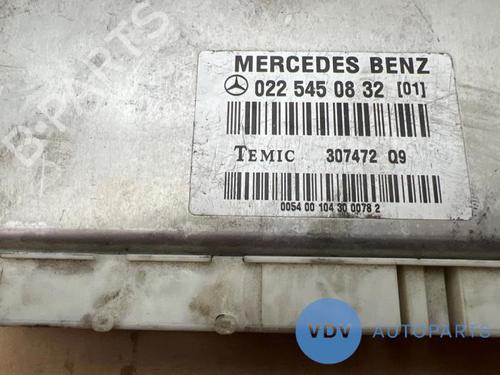 MERCEDES BENZ
022 545 08 32 [01]
TEMIC 307472 Q9
0054 00 104 30 0078 2
B-PARTS
VDV AUTOPARTS